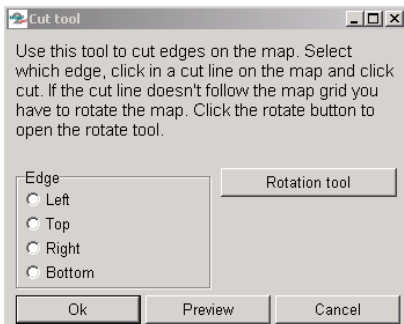 Cut tool
Use this tool to cut edges on the map. Select
which edge, click in a cut line on the map and click
cut. If the cut line doesn't follow the map grid you
have to rotate the map. Click the rotate button to
open the rotate tool.
Edge
Rotation tool
Left
Top
Right
Bottom
Ok Preview Cancel